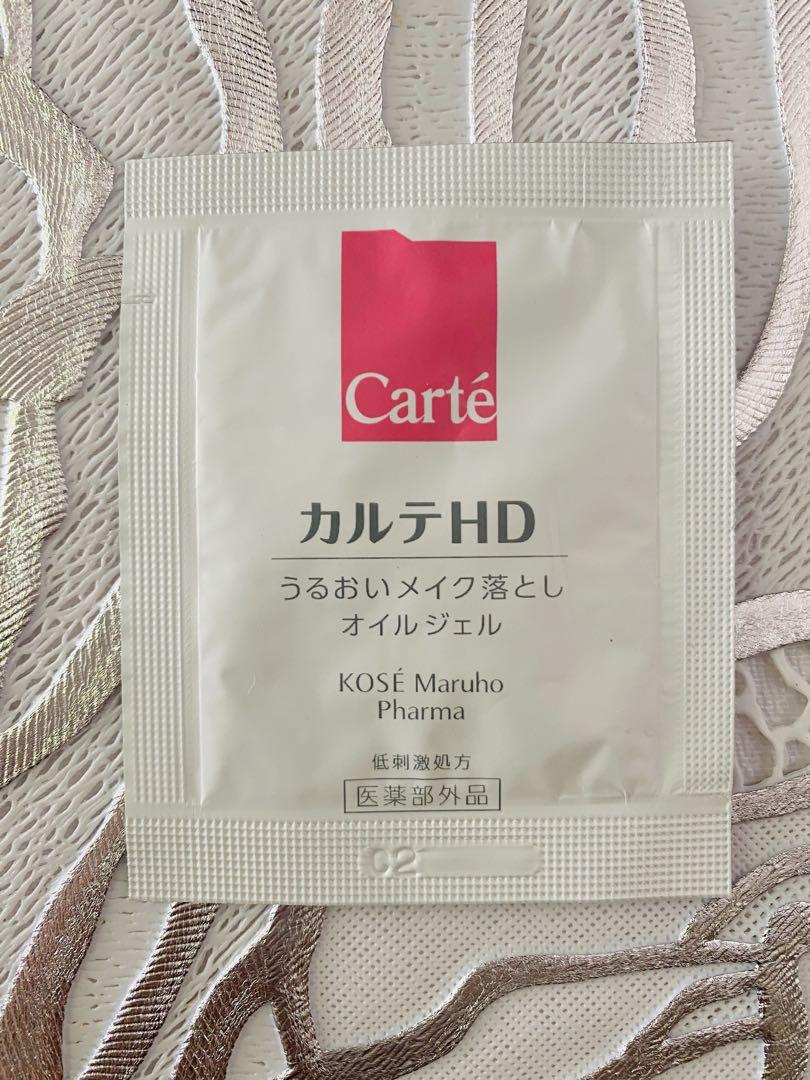 Carté
カルテHD
うるおいメイク落とし
オイルジェル
KOSÉ Maruho
Pharma
低刺激処方
医薬部外品
C2